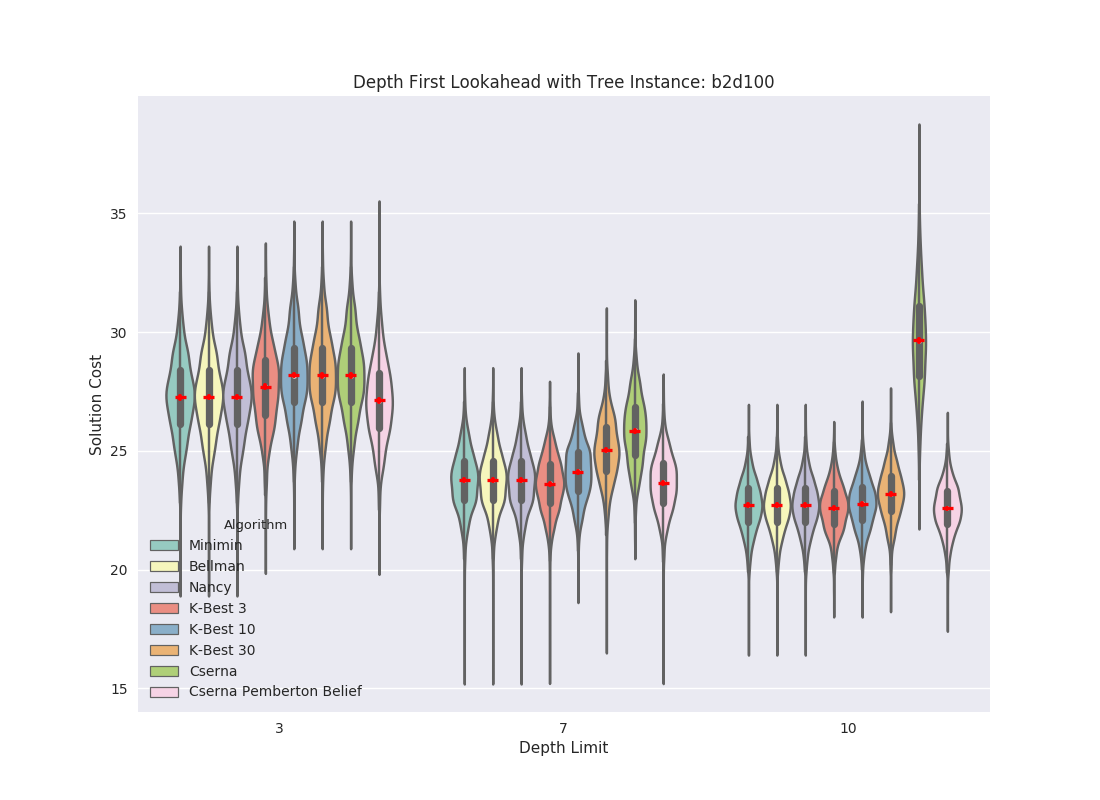 Depth First Lookahead with Tree Instance: b2d100
Solution Cost
35
30
25
20
15
Algorithm
Minimin
Bellman
Nancy
K-Best 3
K-Best 10
K-Best 30
Cserna
Cserna Pemberton Belief
3 7 10
Depth Limit